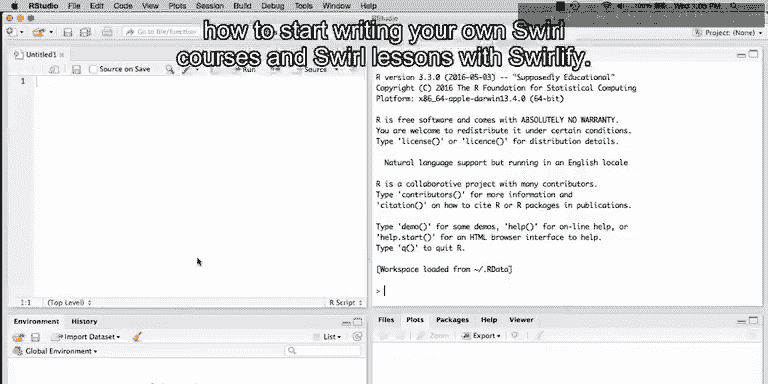 RStudio File Edit Code View Plots Session Build Debug Tools Window Help
RStudio
how to start writing your own Swirl
courses and Swirl lessons with Swirlify.
Go to file/function
Project: (None)
Untitled1
Source on Save
Run
Source
1
1:1 (Top Level) R Script
R version 3.3.0 (2016-05-03) -- "Supposedly Educational"
Copyright (C) 2016 The R Foundation for Statistical Computing
Platform: x86_64-apple-darwin13.4.0 (64-bit)
R is free software and comes with ABSOLUTELY NO WARRANTY.
You are welcome to redistribute it under certain conditions.
Type 'license()' or 'licence()' for distribution details.
Natural language support but running in an English locale
R is a collaborative project with many contributors.
Type 'contributors()' for more information and
'citation()' on how to cite R or R packages in publications.
Type 'demo()' for some demos, 'help()' for on-line help, or
'help.start()' for an HTML browser interface to help.
Type 'q()' to quit R.
[Workspace loaded from ~/.RData]
>
Environment History
Import Dataset
List
Global Environment
Files Plots Packages Help Viewer
Zoom Export